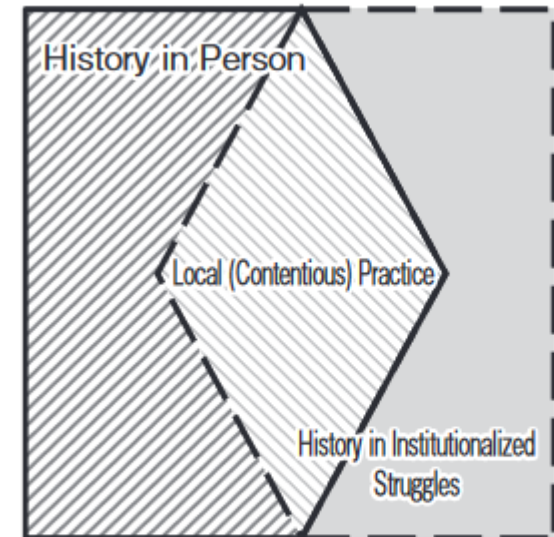 History in Person
Local (Contentious) Practice
History in Institutionalized
Struggles